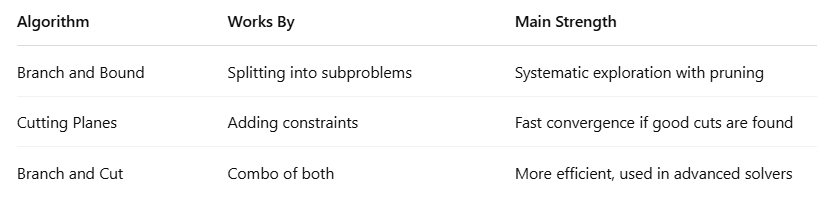 Algorithm Works By Main Strength
Branch and Bound Splitting into subproblems Systematic exploration with pruning
Cutting Planes Adding constraints Fast convergence if good cuts are found
Branch and Cut Combo of both More efficient, used in advanced solvers